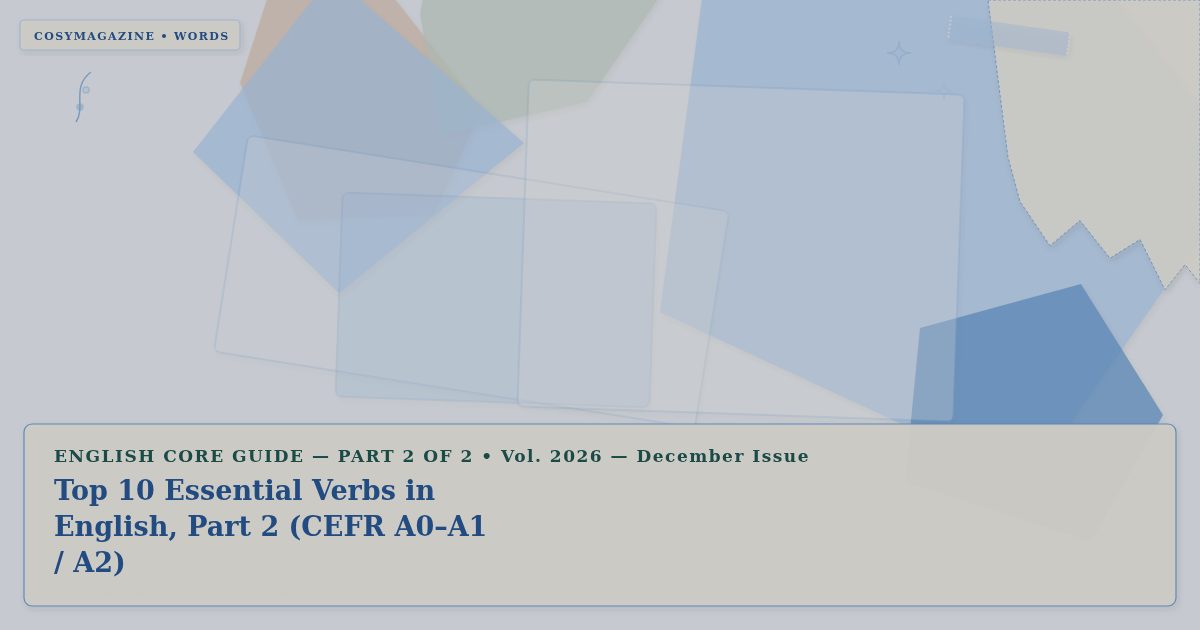 COSYMAGAZINE • WORDS
ENGLISH CORE GUIDE — PART 2 OF 2 • Vol. 2026 — December Issue
Top 10 Essential Verbs in
English, Part 2 (CEFR A0–A1
/ A2)